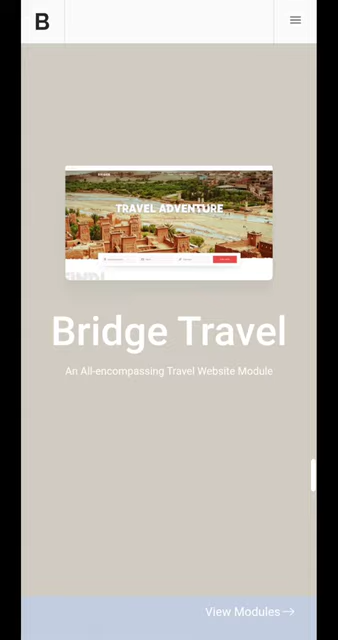 B
TRAVEL ADVENTURE
Bridge Travel
An All-encompassing Travel Website Module
View Modules